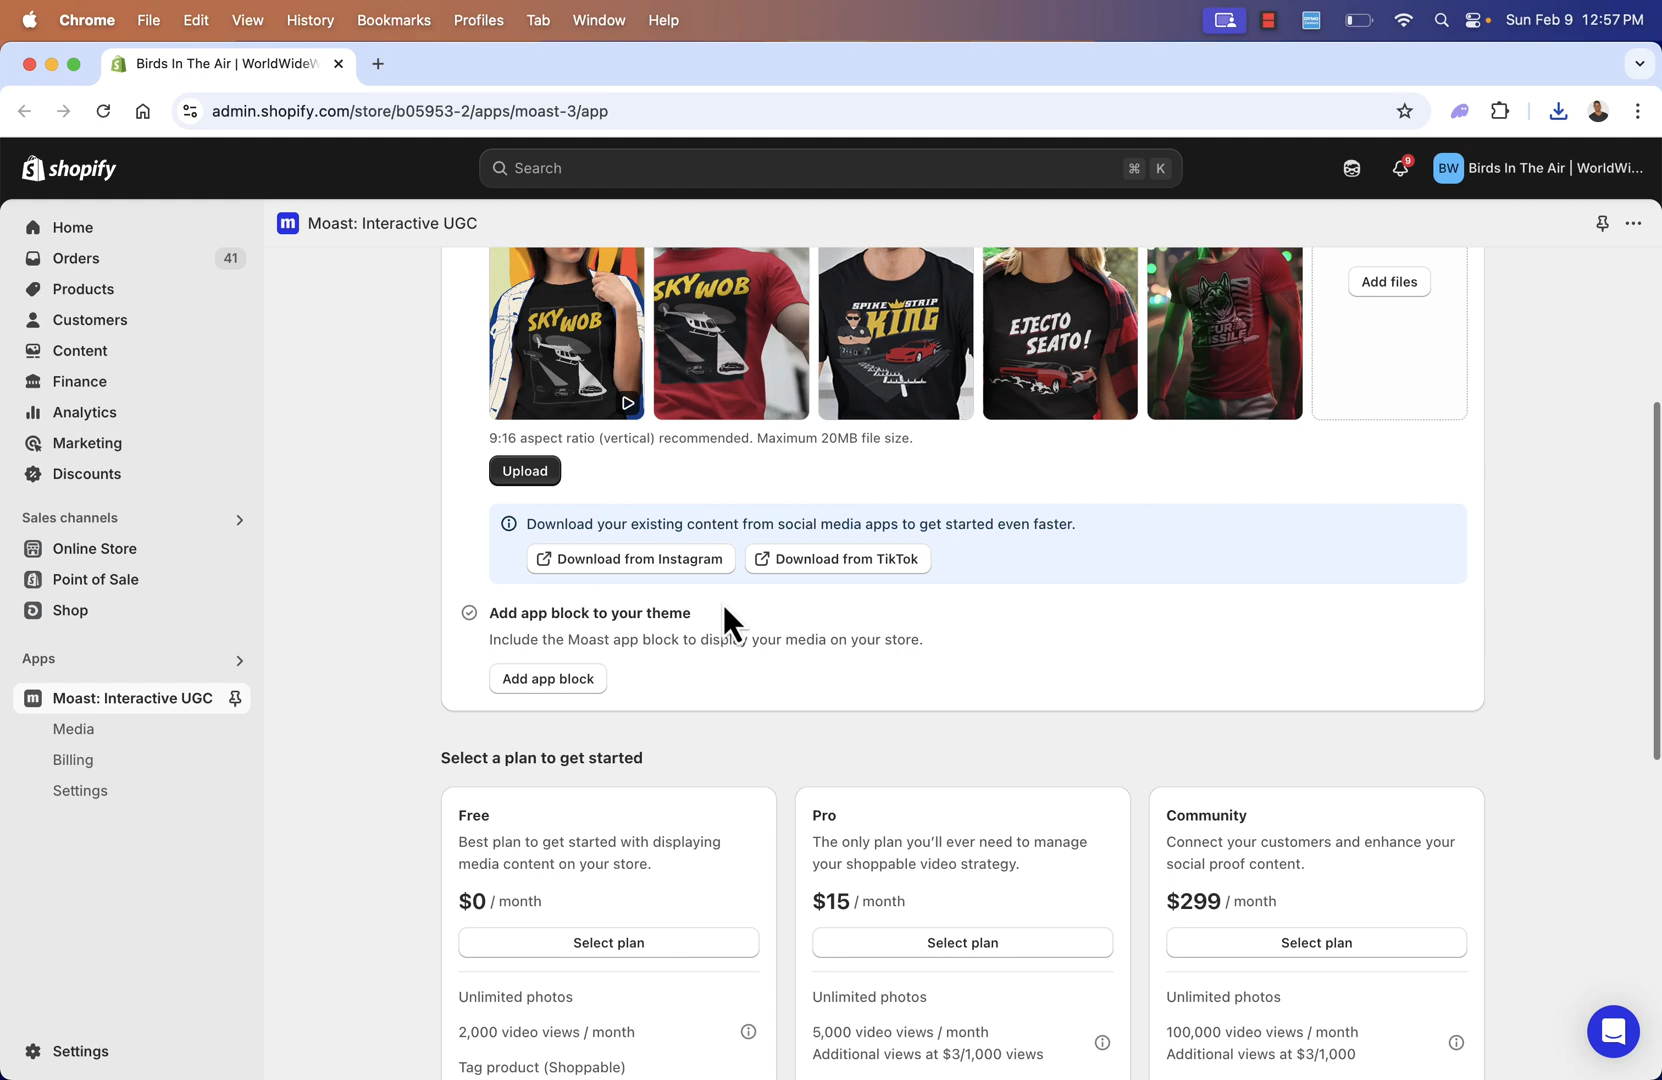 Chrome File Edit View History Bookmarks Profiles Tab Window Help Sun Feb 9 12:57 PM
Birds In The Air | WorldWideW
admin.shopify.com/store/b05953-2/apps/moast-3/app
shopify
Search
⌘ K
9
BW Birds In The Air | WorldWi...
Home
Orders 41
Products
Customers
Content
Finance
Analytics
Marketing
Discounts
Sales channels
Online Store
Point of Sale
Shop
Apps
m Moast: Interactive UGC
Media
Billing
Settings
Settings
m Moast: Interactive UGC
SKYWOB
SKYWOB
SPIKE STRIP
KING
EJECTO
SEATO!
FUR
MISSILE
Add files
9:16 aspect ratio (vertical) recommended. Maximum 20MB file size.
Upload
Download your existing content from social media apps to get started even faster.
Download from Instagram Download from TikTok
Add app block to your theme
Include the Moast app block to display your media on your store.
Add app block
Select a plan to get started
Free
Best plan to get started with displaying
media content on your store.
$0 / month
Select plan
Unlimited photos
2,000 video views / month
Tag product (Shoppable)
Pro
The only plan you'll ever need to manage
your shoppable video strategy.
$15 / month
Select plan
Unlimited photos
5,000 video views / month
Additional views at $3/1,000 views
Community
Connect your customers and enhance your
social proof content.
$299 / month
Select plan
Unlimited photos
100,000 video views / month
Additional views at $3/1,000